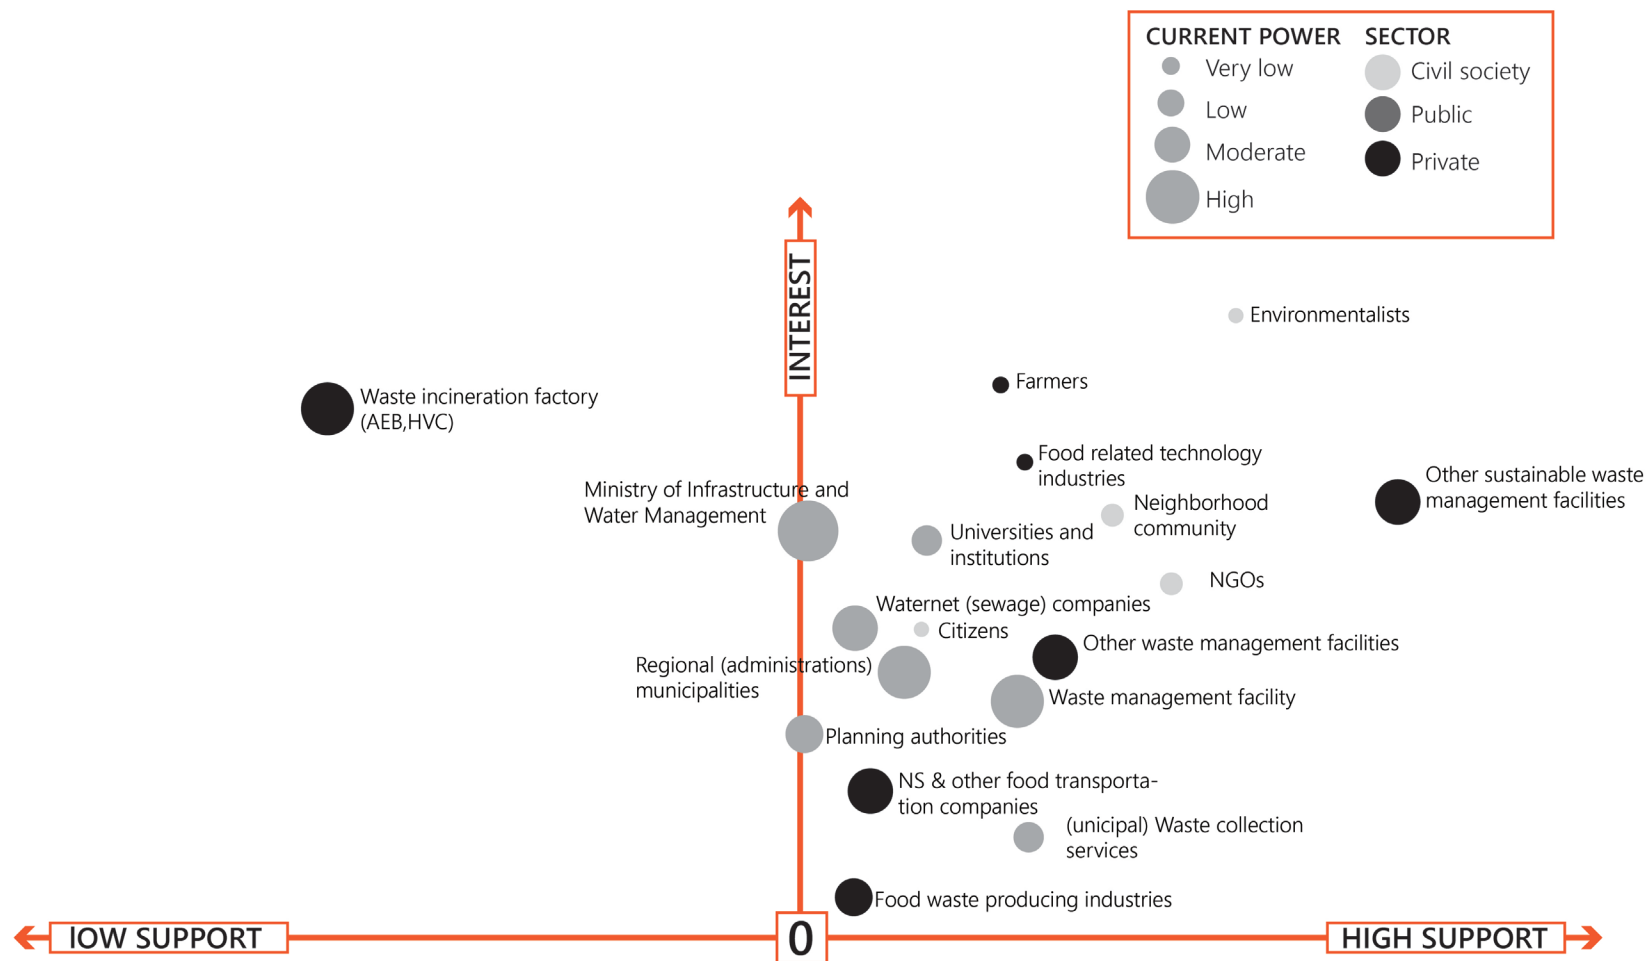 CURRENT POWER
Very low
Low
Moderate
High
SECTOR
Civil society
Public
Private
INTEREST
Environmentalists
Farmers
Waste incineration factory
(AEB,HVC)
Food related technology
industries
Other sustainable waste
management facilities
Ministry of Infrastructure and
Water Management
Neighborhood
community
Universities and
institutions
NGOs
Waternet (sewage) companies
Citizens
Other waste management facilities
Regional (administrations)
municipalities
Waste management facility
Planning authorities
NS & other food transporta-
tion companies
(unicipal) Waste collection
services
Food waste producing industries
lOW SUPPORT
0
HIGH SUPPORT